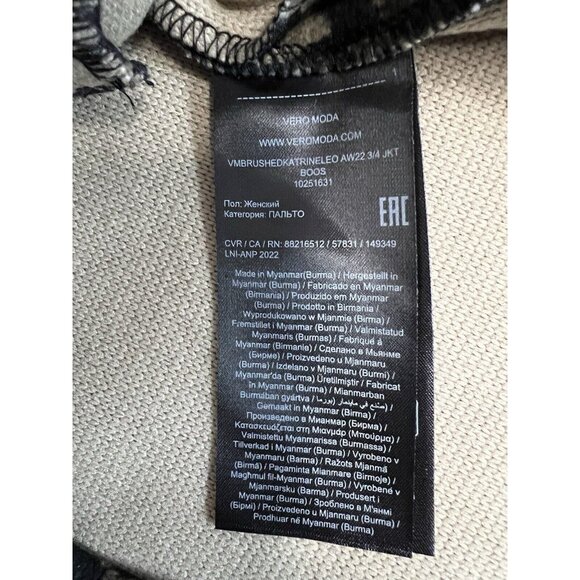 VERO MODA
WWW.VEROMODA.COM
VMBRUSHEDKATRINELEO AW22 3/4 JKT
BOOS
10251631
Пол: Женский
Категория: ПАЛЬТО
EAC
CVR / CA / RN: 88216512 / 57831 / 149349
LNI-ANP 2022
Made in Myanmar(Burma) / Hergestellt in
Myanmar (Burma) / Fabricado en Myanmar
(Birmania) / Produzido em Myanmar
(Burma) / Prodotto in Birmania /
Wyprodukowano w Mjanmie (Birma) /
Fremstillet i Myanmar (Burma) / Valmistatud
Myanmaris (Burmas) / Fabriqué à
Myanmar (Birmanie) / Сделано в Мьянме
(Бирме) / Proizvedeno u Mjanmaru
(Burma) / Izdelano v Mjanmaru (Burmi) /
Myanmar'da (Burma) Üretilmiştir / Fabricat
în Myanmar (Burma) / Mianmarban
(Burmában gyártva / صنع في ميانمار (بورما) /
Gemaakt in Myanmar (Birma) /
Произведено в Мианмар (Бирма) /
Κατασκευάζεται στη Μιανμάρ (Μπούρμα) /
Valmistettu Myanmarissa (Burmassa) /
Tillverkad i Myanmar (Burma) / Vyrobeno v
Myanmaru (Barma) / Ražots Mjanmā
(Birmā) / Pagaminta Mianmare (Birmoje) /
Magħmul fil-Myanmar (Burma) / Vyrobené v
Mjanmarsku (Barma) / Produsert i
Myanmar (Burma) / Зроблено в М'янмі
(Бірмі) / Proizvedeno u Mjanmaru (Burma) /
Prodhuar në Myanmar (Burma)